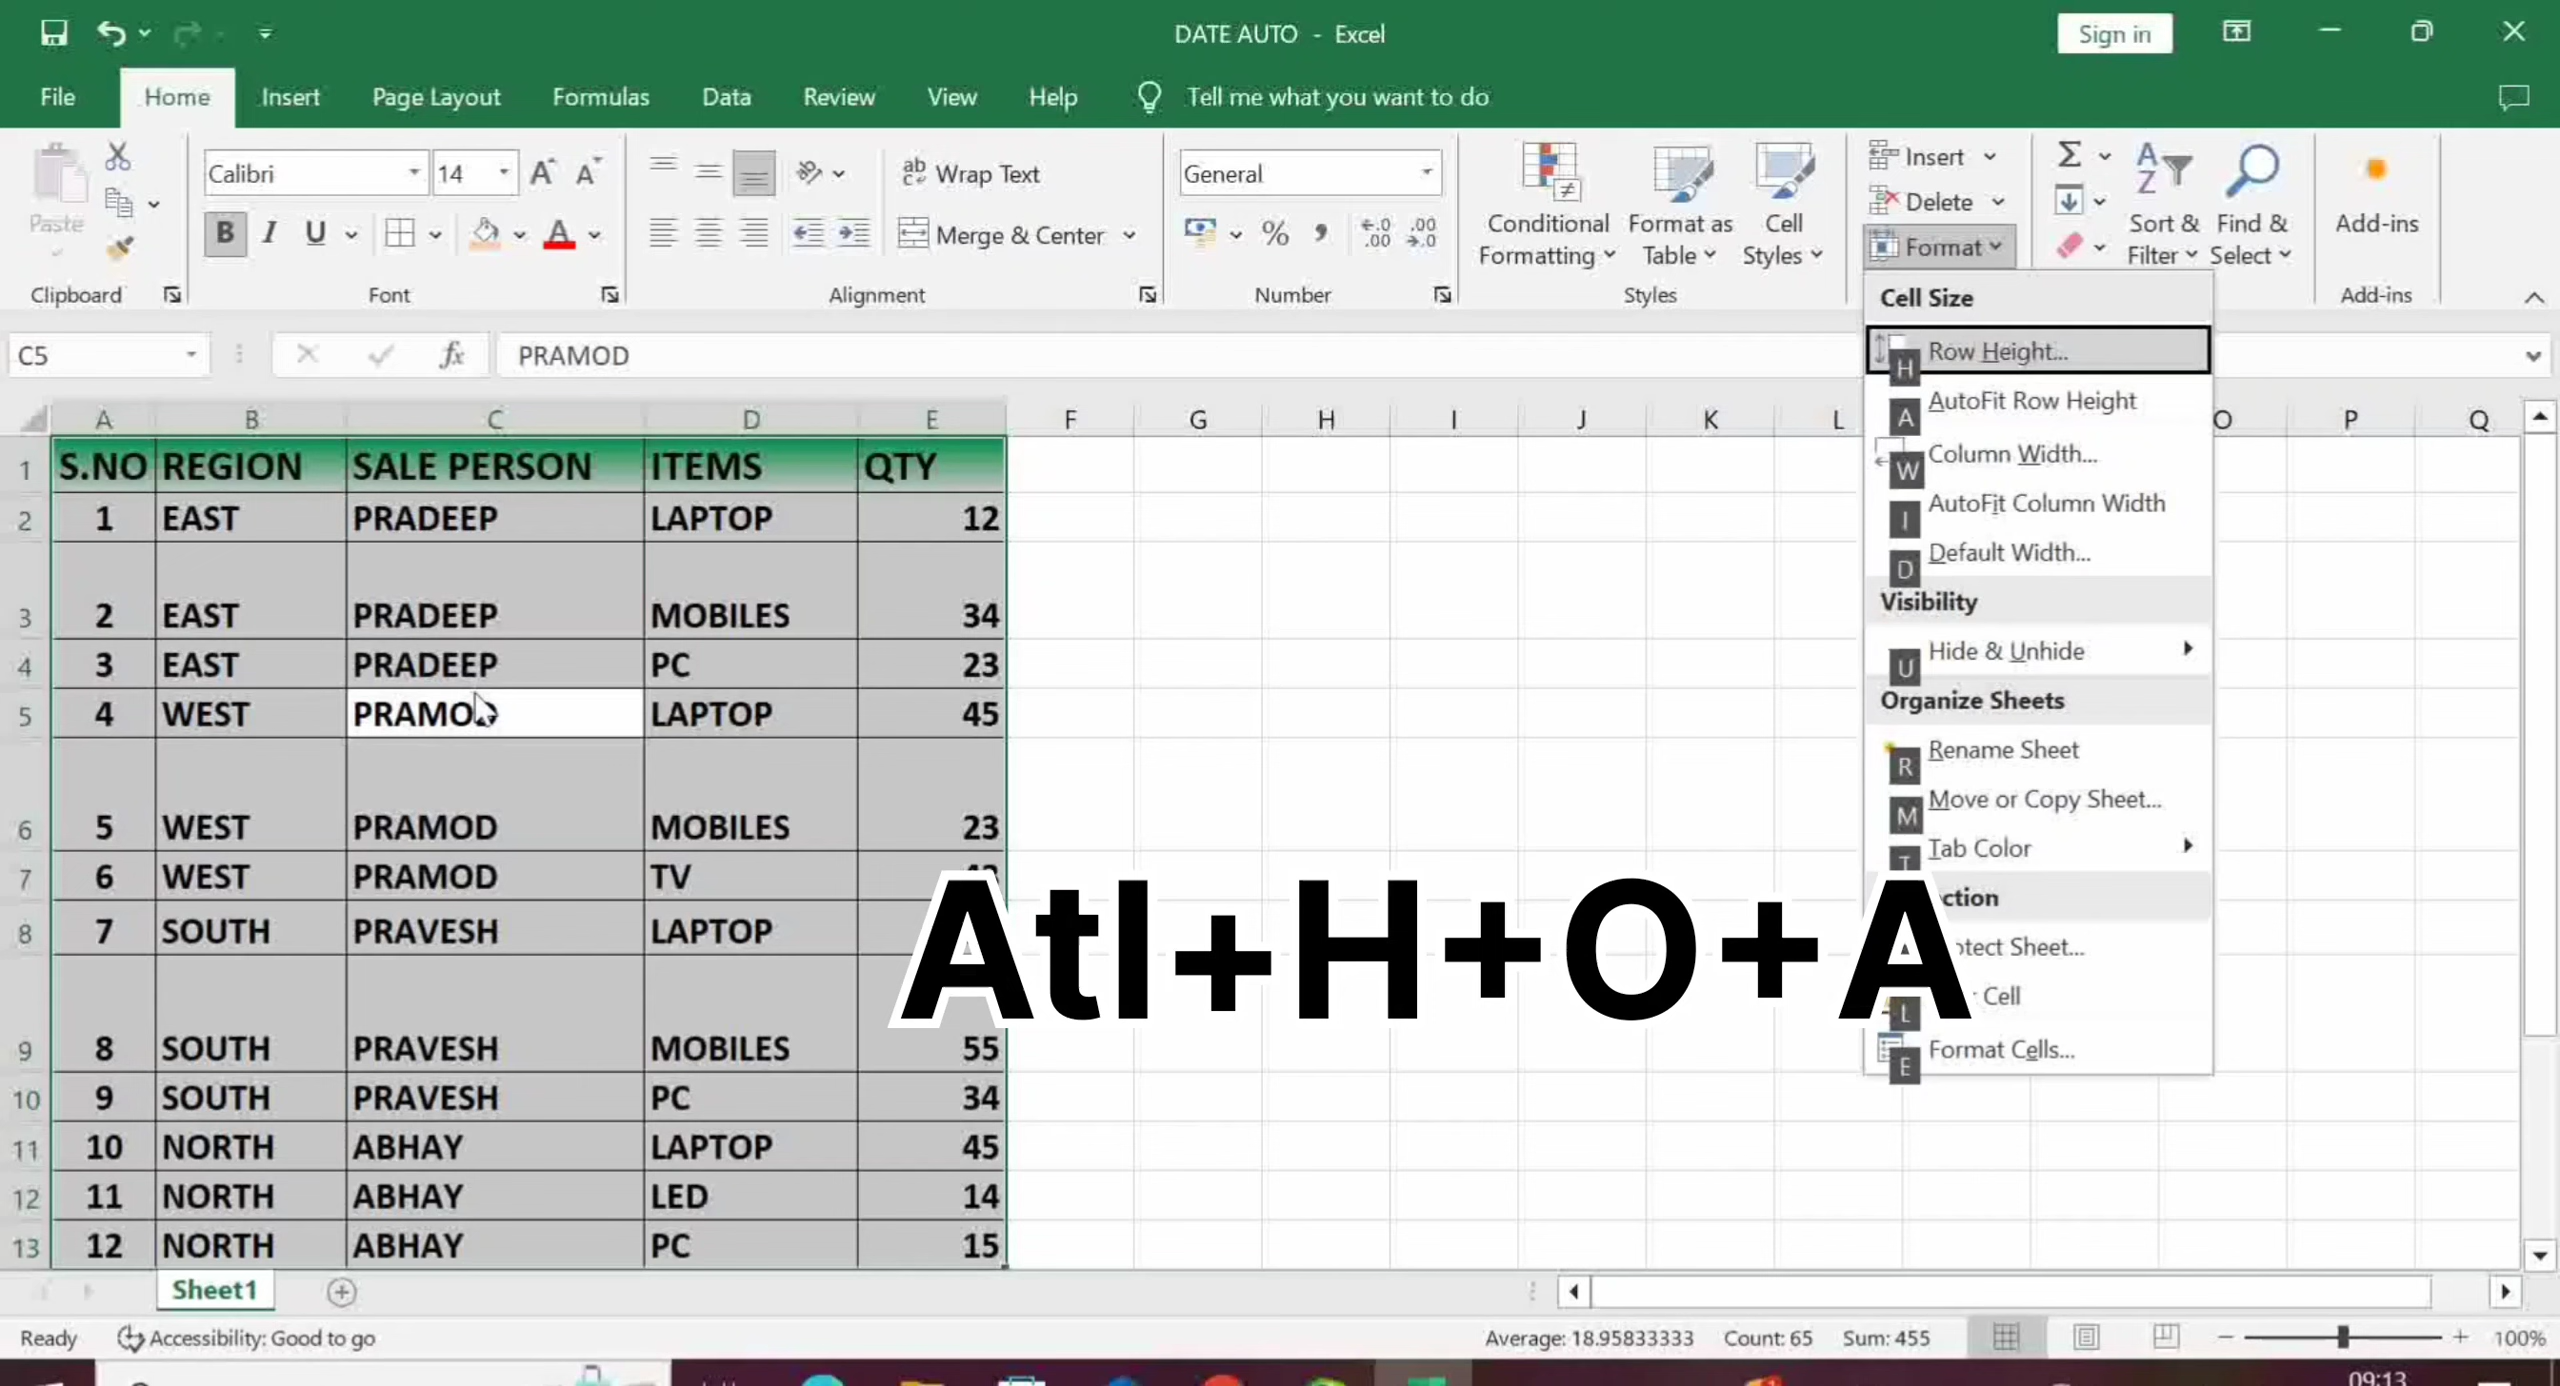 DATE AUTO - Excel
Sign in
File Home Insert Page Layout Formulas Data Review View Help Tell me what you want to do
Paste
Calibri 14
B I U A
ab Wrap Text
Merge & Center
General
% , .00
Conditional Formatting
Format as Table
Cell Styles
Insert
Delete
Format
Sort & Filter
Find & Select
Add-ins
Clipboard Font Alignment Number Styles Add-ins
C5 fx PRAMOD
A B C D E F G H I J K L O P Q
1 S.NO REGION SALE PERSON ITEMS QTY
2 1 EAST PRADEEP LAPTOP 12
3 2 EAST PRADEEP MOBILES 34
4 3 EAST PRADEEP PC 23
5 4 WEST PRAMOD LAPTOP 45
6 5 WEST PRAMOD MOBILES 23
7 6 WEST PRAMOD TV
8 7 SOUTH PRAVESH LAPTOP
9 8 SOUTH PRAVESH MOBILES 55
10 9 SOUTH PRAVESH PC 34
11 10 NORTH ABHAY LAPTOP 45
12 11 NORTH ABHAY LED 14
13 12 NORTH ABHAY PC 15
Cell Size
H Row Height...
A AutoFit Row Height
W Column Width...
I AutoFit Column Width
D Default Width...
Visibility
U Hide & Unhide
Organize Sheets
R Rename Sheet
M Move or Copy Sheet...
T Tab Color
Sheet...
L Cell
E Format Cells...
Atl+H+O+A
Sheet1
Ready Accessibility: Good to go Average: 18.95833333 Count: 65 Sum: 455 100%
09:13